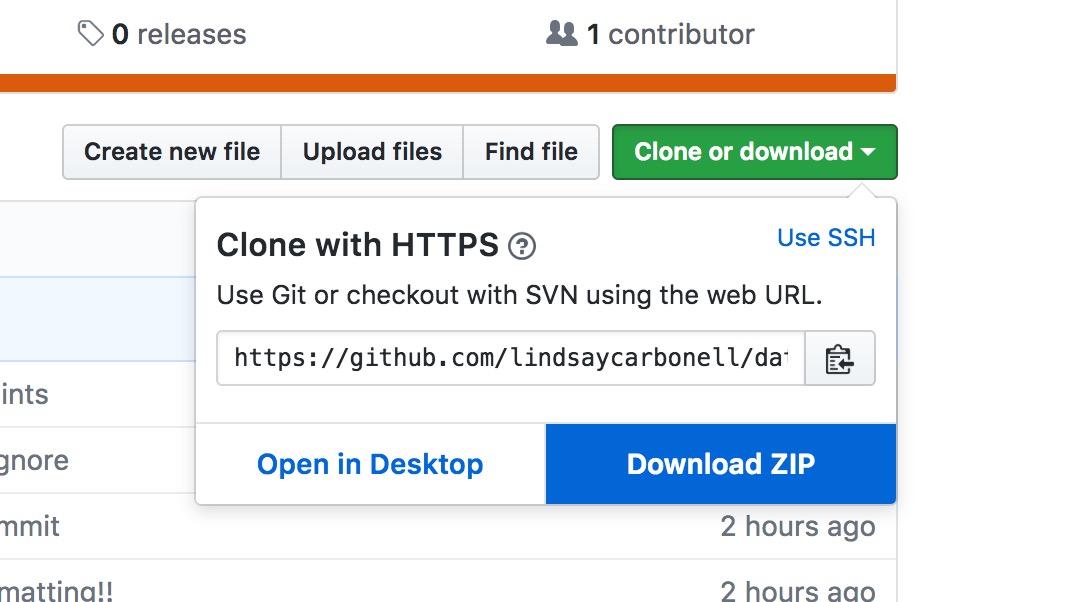 0 releases
1 contributor
Create new file
Upload files
Find file
Clone or download
Clone with HTTPS
Use SSH
Use Git or checkout with SVN using the web URL.
https://github.com/lindsaycarbonell/dat
Open in Desktop
Download ZIP
ints
gnore
mmit
2 hours ago
matting!!
2 hours ago